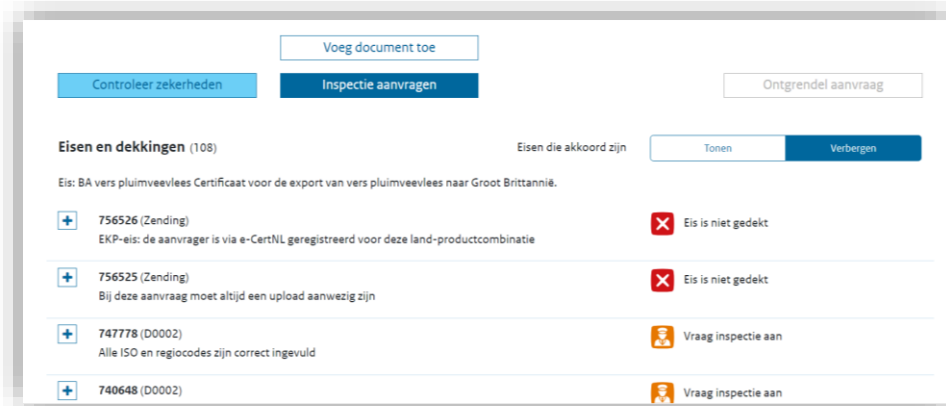 Voeg document toe
Controleer zekerheden
Inspectie aanvragen
Ontgrendel aanvraag
Eisen en dekkingen (108)
Eisen die akkoord zijn
Tonen
Verbergen
Eis: BA vers pluimveevlees Certificaat voor de export van vers pluimveevlees naar Groot Brittannië.
756526 (Zending)
Eis is niet gedekt
EKP-eis: de aanvrager is via e-CertNL geregistreerd voor deze land-productcombinatie
756525 (Zending)
Eis is niet gedekt
Bij deze aanvraag moet altijd een upload aanwezig zijn
747778 (D0002)
Vraag inspectie aan
Alle ISO en regiocodes zijn correct ingevuld
740648 (D0002)
Vraag inspectie aan